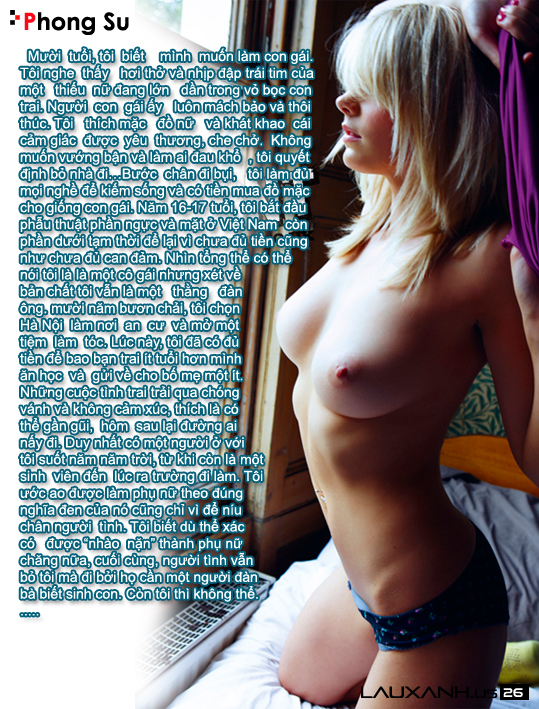 Phong Su
Mười tuổi, tôi biết mình muốn làm con gái.
Tôi nghe thấy hơi thở và nhịp đập trái tim của
một thiếu nữ đang lớn dần trong vỏ bọc con
trai. Người con gái ấy luôn mách bảo và thôi
thúc. Tôi thích mặc đồ nữ và khát khao cái
cảm giác được yêu thương, che chở. Không
muốn vướng bận và làm ai đau khổ , tôi quyết
định bỏ nhà đi...Bước chân đi bụi, tôi làm đủ
mọi nghề để kiếm sống và có tiền mua đồ mặc
cho giống con gái. Năm 16-17 tuổi, tôi bắt đầu
phẫu thuật phần ngực và mặt ở Việt Nam còn
phần dưới tạm thời để lại vì chưa đủ tiền cũng
như chưa đủ can đảm. Nhìn tổng thể có thể
nói tôi là là một cô gái nhưng xét về
bản chất tôi vẫn là một thằng đàn
ông. mười năm bươn chải, tôi chọn
Hà Nội làm nơi an cư và mở một
tiệm làm tóc. Lúc này, tôi đã có đủ
tiền để bao bạn trai ít tuổi hơn mình
ăn học và gửi về cho bố mẹ một ít.
Những cuộc tình trai trải qua chóng
vánh và không cảm xúc, thích là có
thể gần gũi, hôm sau lại đường ai
nấy đi. Duy nhất có một người ở với
tôi suốt năm năm trời, từ khi còn là một
sinh viên đến lúc ra trường đi làm. Tôi
ước ao được làm phụ nữ theo đúng
nghĩa đen của nó cũng chỉ vì để níu
chân người tình. Tôi biết dù thể xác
có được “nhào nặn” thành phụ nữ
chăng nữa, cuối cùng, người tình vẫn
bỏ tôi mà đi bởi họ cần một người đàn
bà biết sinh con. Còn tôi thì không thể.
.....
LAUXANH.us 26